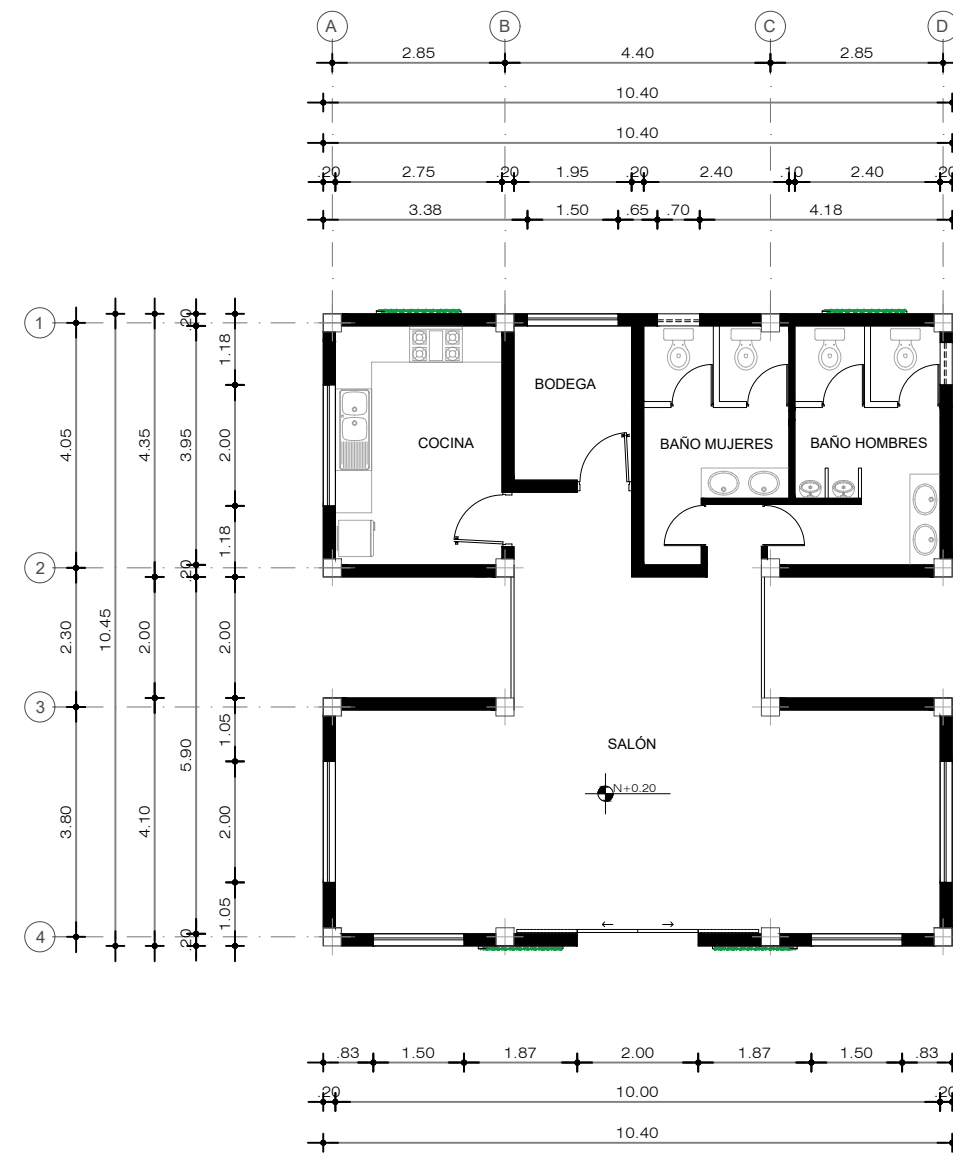 A B C D
2.85 4.40 2.85
10.40
10.40
.20 2.75 .20 1.95 .20 2.40 .10 2.40 .20
3.38 1.50 .65 .70 4.18
1
2
3
4
4.05 2.30 3.80
10.45
4.35 2.00 4.10
.20 3.95 .20 5.90 .20
1.18 2.00 1.18 2.00 1.05 2.00 1.05
BODEGA
COCINA
BAÑO MUJERES
BAÑO HOMBRES
SALÓN
N+0.20
.83 1.50 1.87 2.00 1.87 1.50 .83
.20 10.00 .20
10.40